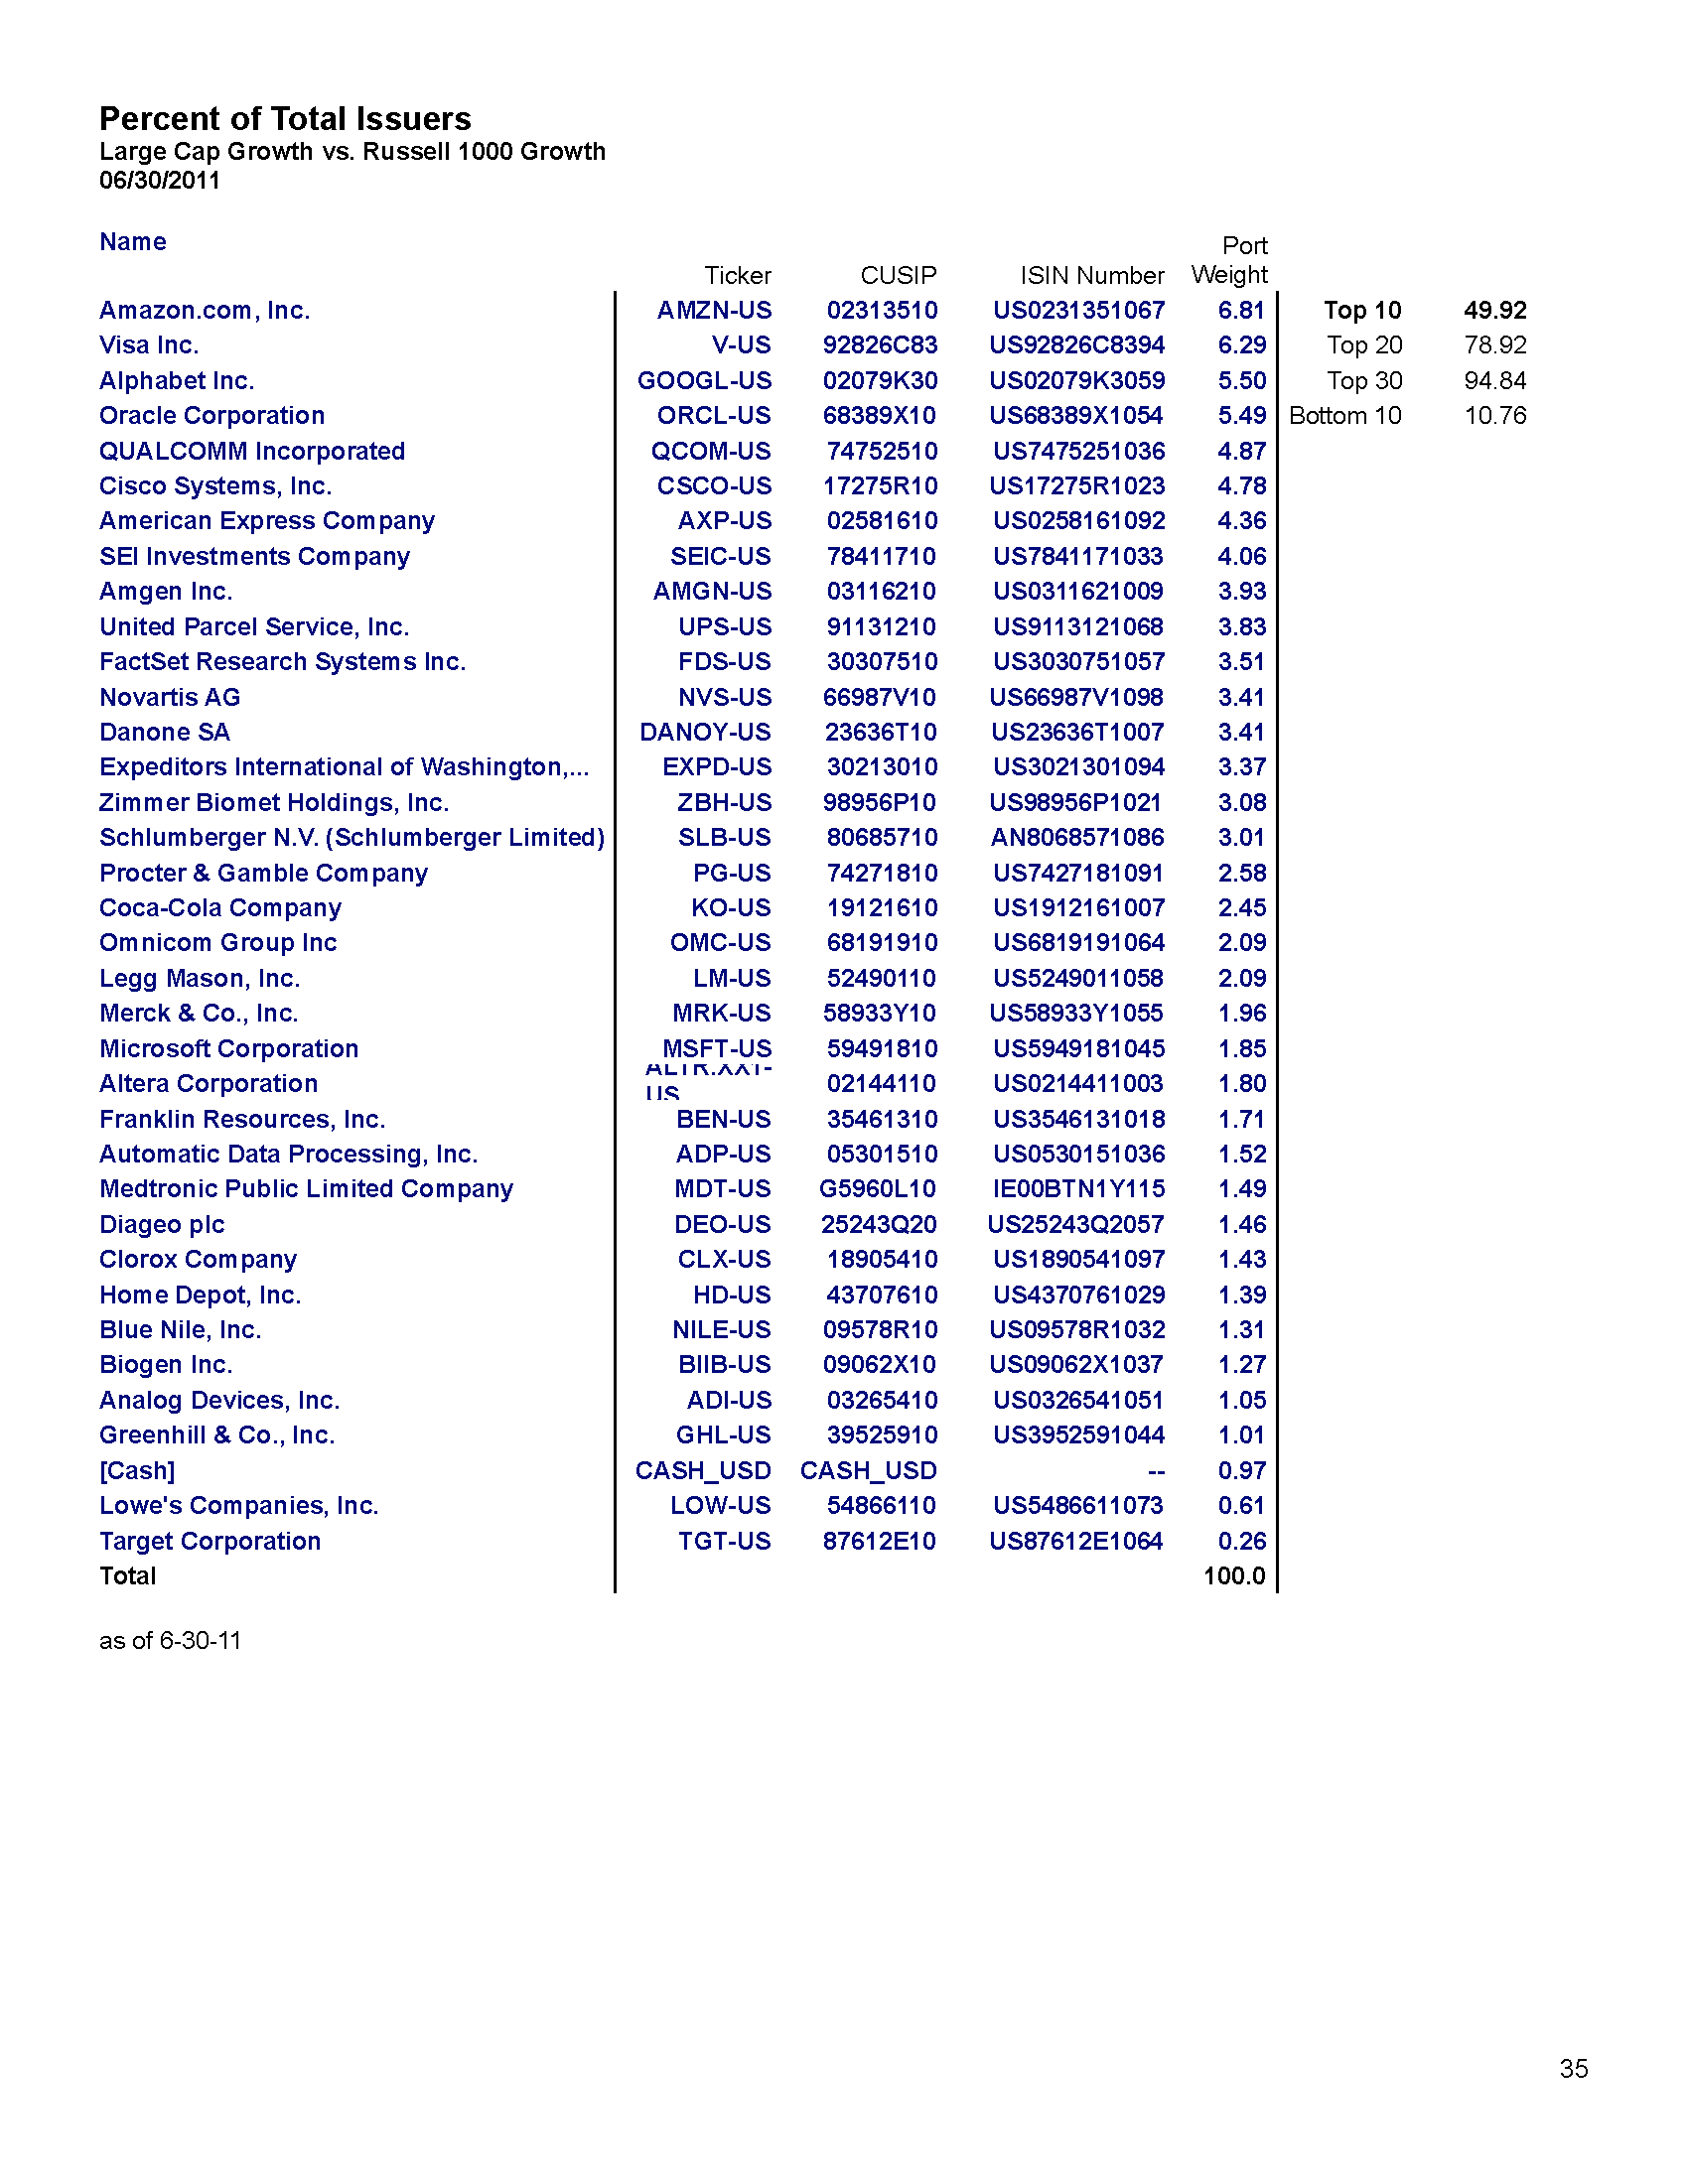 Percent of Total Issuers
Large Cap Growth vs. Russell 1000 Growth
06/30/2011
Name Ticker CUSIP ISIN Number Port Weight
Amazon.com, Inc. AMZN-US 02313510 US0231351067 6.81 Top 10 49.92
Visa Inc. V-US 92826C83 US92826C8394 6.29 Top 20 78.92
Alphabet Inc. GOOGL-US 02079K30 US02079K3059 5.50 Top 30 94.84
Oracle Corporation ORCL-US 68389X10 US68389X1054 5.49 Bottom 10 10.76
QUALCOMM Incorporated QCOM-US 74752510 US7475251036 4.87
Cisco Systems, Inc. CSCO-US 17275R10 US17275R1023 4.78
American Express Company AXP-US 02581610 US0258161092 4.36
SEI Investments Company SEIC-US 78411710 US7841171033 4.06
Amgen Inc. AMGN-US 03116210 US0311621009 3.93
United Parcel Service, Inc. UPS-US 91131210 US9113121068 3.83
FactSet Research Systems Inc. FDS-US 30307510 US3030751057 3.51
Novartis AG NVS-US 66987V10 US66987V1098 3.41
Danone SA DANOY-US 23636T10 US23636T1007 3.41
Expeditors International of Washington,... EXPD-US 30213010 US3021301094 3.37
Zimmer Biomet Holdings, Inc. ZBH-US 98956P10 US98956P1021 3.08
Schlumberger N.V. (Schlumberger Limited) SLB-US 80685710 AN8068571086 3.01
Procter & Gamble Company PG-US 74271810 US7427181091 2.58
Coca-Cola Company KO-US 19121610 US1912161007 2.45
Omnicom Group Inc OMC-US 68191910 US6819191064 2.09
Legg Mason, Inc. LM-US 52490110 US5249011058 2.09
Merck & Co., Inc. MRK-US 58933Y10 US58933Y1055 1.96
Microsoft Corporation MSFT-US 59491810 US5949181045 1.85
Altera Corporation ALTR.XX1-US 02144110 US0214411003 1.80
Franklin Resources, Inc. BEN-US 35461310 US3546131018 1.71
Automatic Data Processing, Inc. ADP-US 05301510 US0530151036 1.52
Medtronic Public Limited Company MDT-US G5960L10 IE00BTN1Y115 1.49
Diageo plc DEO-US 25243Q20 US25243Q2057 1.46
Clorox Company CLX-US 18905410 US1890541097 1.43
Home Depot, Inc. HD-US 43707610 US4370761029 1.39
Blue Nile, Inc. NILE-US 09578R10 US09578R1032 1.31
Biogen Inc. BIIB-US 09062X10 US09062X1037 1.27
Analog Devices, Inc. ADI-US 03265410 US0326541051 1.05
Greenhill & Co., Inc. GHL-US 39525910 US3952591044 1.01
[Cash] CASH_USD CASH_USD -- 0.97
Lowe's Companies, Inc. LOW-US 54866110 US5486611073 0.61
Target Corporation TGT-US 87612E10 US87612E1064 0.26
Total 100.0
as of 6-30-11
35